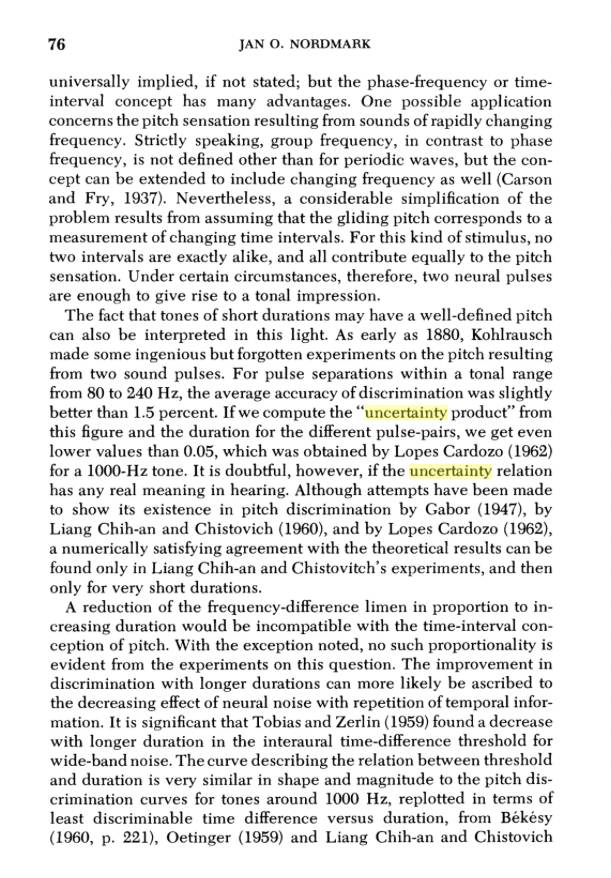 76
JAN O. NORDMARK
universally implied, if not stated; but the phase-frequency or time-
interval concept has many advantages. One possible application
concerns the pitch sensation resulting from sounds of rapidly changing
frequency. Strictly speaking, group frequency, in contrast to phase
frequency, is not defined other than for periodic waves, but the con-
cept can be extended to include changing frequency as well (Carson
and Fry, 1937). Nevertheless, a considerable simplification of the
problem results from assuming that the gliding pitch corresponds to a
measurement of changing time intervals. For this kind of stimulus, no
two intervals are exactly alike, and all contribute equally to the pitch
sensation. Under certain circumstances, therefore, two neural pulses
are enough to give rise to a tonal impression.
The fact that tones of short durations may have a well-defined pitch
can also be interpreted in this light. As early as 1880, Kohlrausch
made some ingenious but forgotten experiments on the pitch resulting
from two sound pulses. For pulse separations within a tonal range
from 80 to 240 Hz, the average accuracy of discrimination was slightly
better than 1.5 percent. If we compute the “uncertainty product” from
this figure and the duration for the different pulse-pairs, we get even
lower values than 0.05, which was obtained by Lopes Cardozo (1962)
for a 1000-Hz tone. It is doubtful, however, if the uncertainty relation
has any real meaning in hearing. Although attempts have been made
to show its existence in pitch discrimination by Gabor (1947), by
Liang Chih-an and Chistovich (1960), and by Lopes Cardozo (1962),
a numerically satisfying agreement with the theoretical results can be
found only in Liang Chih-an and Chistovitch’s experiments, and then
only for very short durations.
A reduction of the frequency-difference limen in proportion to in-
creasing duration would be incompatible with the time-interval con-
ception of pitch. With the exception noted, no such proportionality is
evident from the experiments on this question. The improvement in
discrimination with longer durations can more likely be ascribed to
the decreasing effect of neural noise with repetition of temporal infor-
mation. It is significant that Tobias and Zerlin (1959) found a decrease
with longer duration in the interaural time-difference threshold for
wide-band noise. The curve describing the relation between threshold
and duration is very similar in shape and magnitude to the pitch dis-
crimination curves for tones around 1000 Hz, replotted in terms of
least discriminable time difference versus duration, from Békésy
(1960, p. 221), Oetinger (1959) and Liang Chih-an and Chistovich